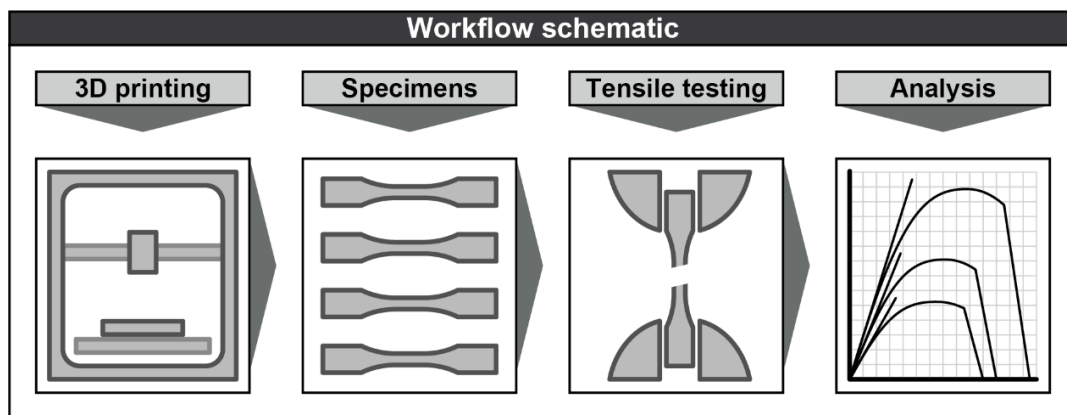 Workflow schematic
3D printing
Specimens
Tensile testing
Analysis